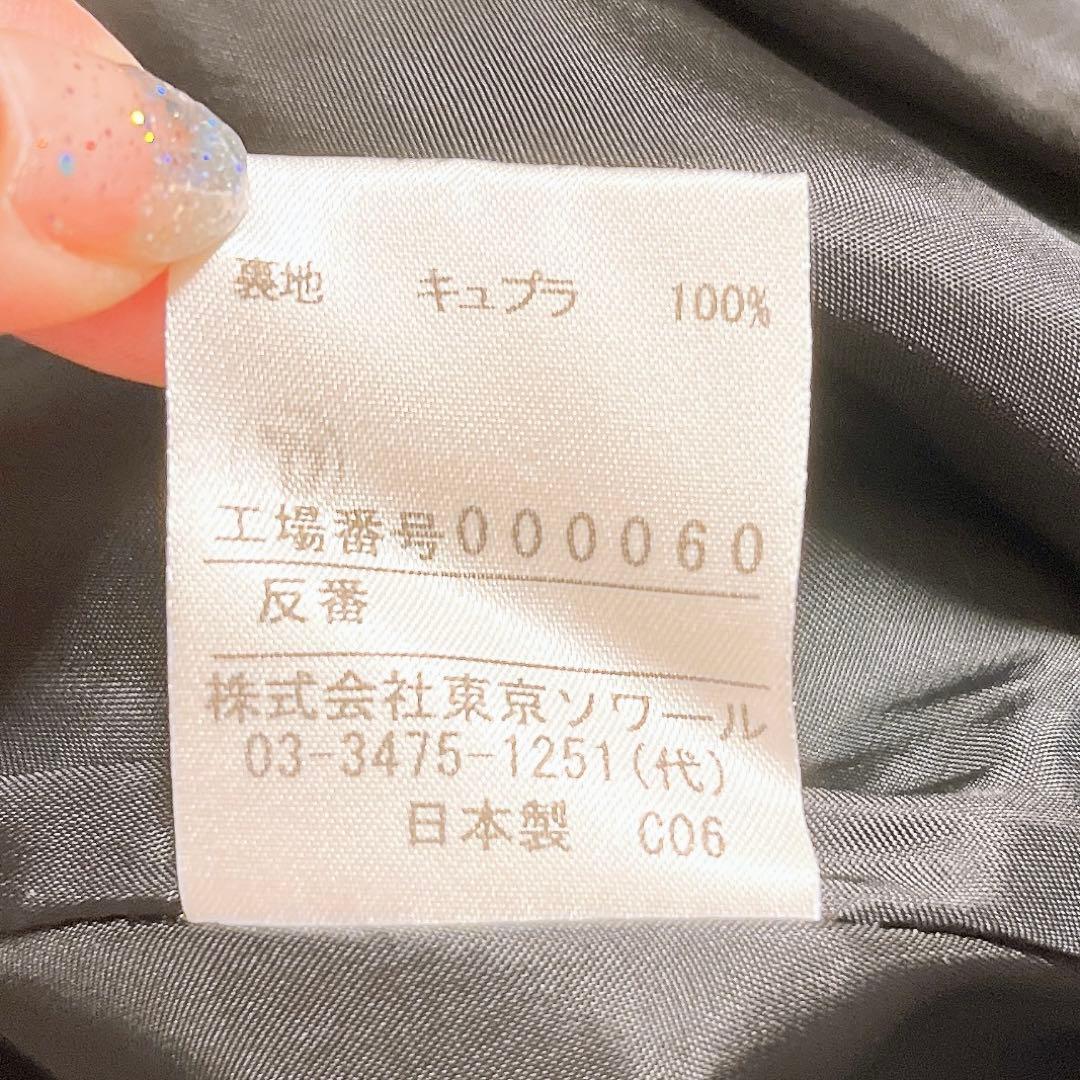 裏地 キュプラ 100%
工場番号000060
反番
株式会社東京ソワール
03-3475-1251(代)
日本製 C06